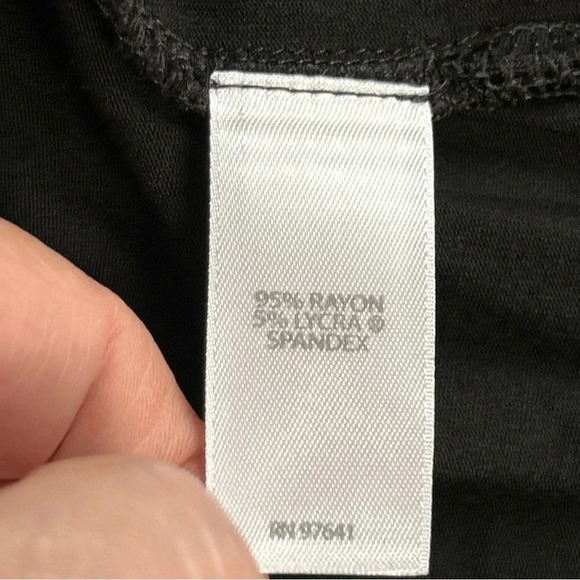 95% RAYON
5% LYCRA ®
SPANDEX
RN 97641